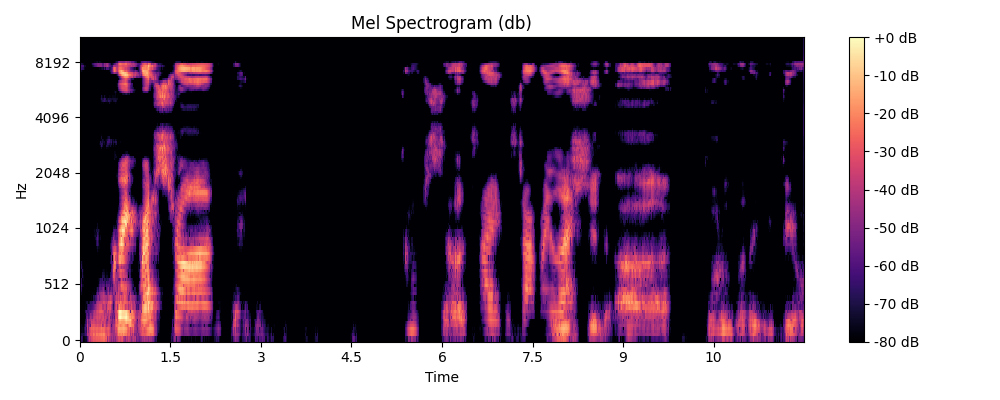 Mel Spectrogram (db)
8192
4096
2048
1024
512
0
Hz
0 1.5 3 4.5 6 7.5 9 10
Time
+0 dB
-10 dB
-20 dB
-30 dB
-40 dB
-50 dB
-60 dB
-70 dB
-80 dB